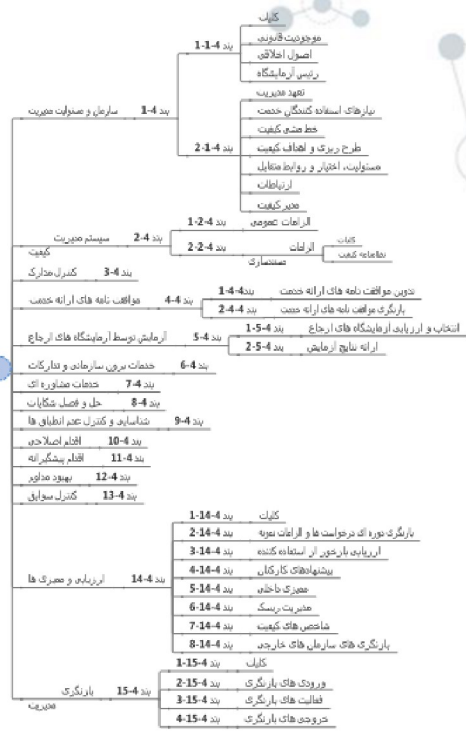 کلیات
موجودیت قانونی
اصول اخلاقی
رئیس آزمایشگاه
بند 4-1-1
تعهد مدیریت
نیازهای استفاده کنندگان خدمت
خط مشی کیفیت
طرح ریزی و اهداف کیفیت
مسئولیت، اختیار و روابط متقابل
ارتباطات
مدیر کیفیت
بند 4-1-2
بند 4-1 سازمان و مسئولیت مدیریت
بند 4-2-1 الزامات عمومی
بند 4-2-2 الزامات مستندسازی
کلیات
نظامنامه کیفیت
بند 4-2 سیستم مدیریت کیفیت
بند 4-3 کنترل مدارک
بند 4-4-1 تدوین موافقت نامه های ارائه خدمت
بند 4-4-2 بازنگری موافقت نامه های ارائه خدمت
بند 4-4 موافقت نامه های ارائه خدمت
بند 4-5-1 انتخاب و ارزیابی آزمایشگاه های ارجاع
بند 4-5-2 ارائه نتایج آزمایش
بند 4-5 آزمایش توسط آزمایشگاه های ارجاع
بند 4-6 خدمات برون سازمانی و تدارکات
بند 4-7 خدمات مشاوره ای
بند 4-8 حل و فصل شکایات
بند 4-9 شناسایی و کنترل عدم انطباق ها
بند 4-10 اقدام اصلاحی
بند 4-11 اقدام پیشگیرانه
بند 4-12 بهبود مداوم
بند 4-13 کنترل سوابق
بند 4-14-1 کلیات
بند 4-14-2 بازنگری دوره ای درخواست ها و الزامات نمونه
بند 4-14-3 ارزیابی بازخور از استفاده کننده
بند 4-14-4 پیشنهادهای کارکنان
بند 4-14-5 ممیزی داخلی
بند 4-14-6 مدیریت ریسک
بند 4-14-7 شاخص های کیفیت
بند 4-14-8 بازنگری های سازمان های خارجی
بند 4-14 ارزیابی و ممیزی ها
بند 4-15-1 کلیات
بند 4-15-2 ورودی های بازنگری
بند 4-15-3 فعالیت های بازنگری
بند 4-15-4 خروجی های بازنگری
بند 4-15 بازنگری مدیریت